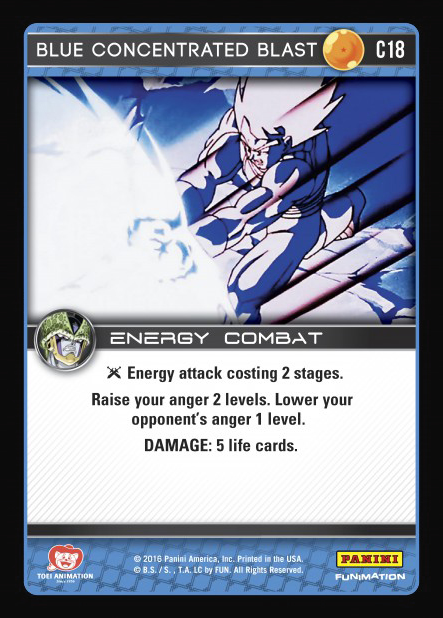 BLUE CONCENTRATED BLAST C18
ENERGY COMBAT
Energy attack costing 2 stages.
Raise your anger 2 levels. Lower your
opponent's anger 1 level.
DAMAGE: 5 life cards.
TOEI ANIMATION
© 2016 Panini America, Inc. Printed in the USA.
© B.S. / S. , T.A. LC by FUN. All Rights Reserved.
PANINI
FUNIMATION